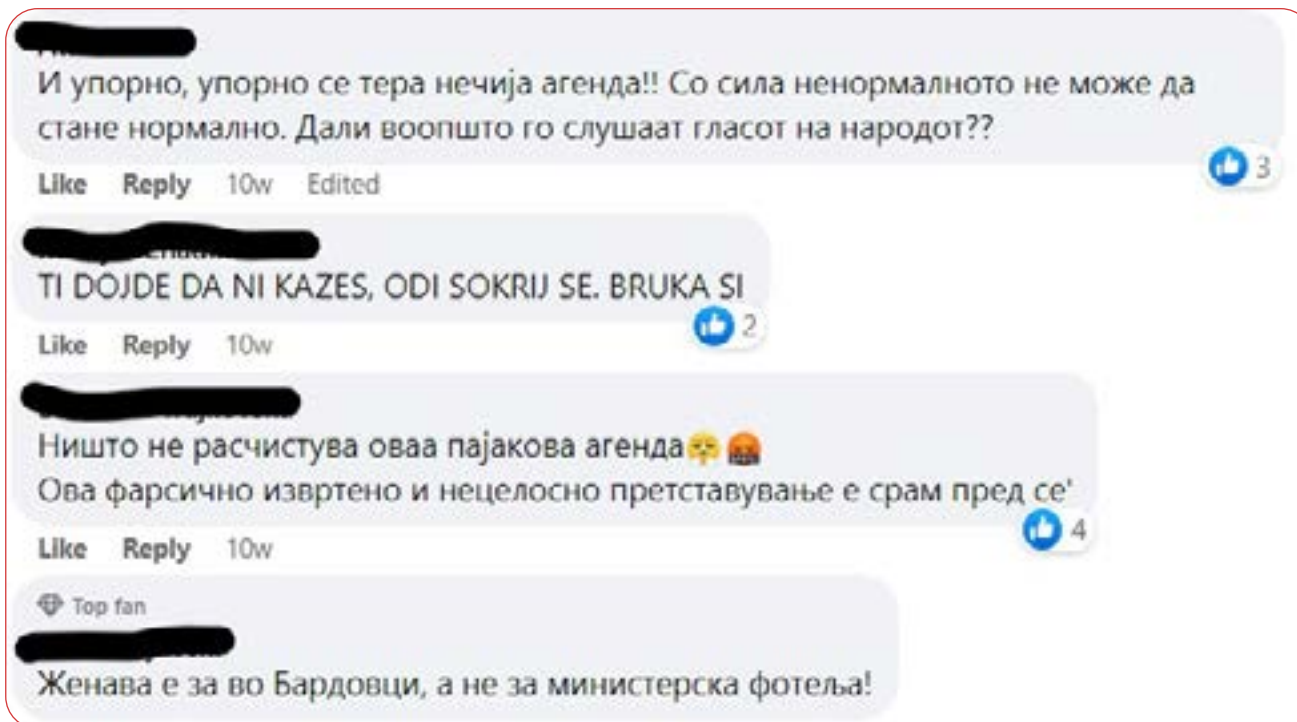 И упорно, упорно се тера нечија агенда!! Со сила ненормалното не може да
стане нормално. Дали воопшто го слушаат гласот на народот??
Like Reply 10w Edited 3
TI DOJDE DA NI KAZES, ODI SOKRIJ SE. BRUKA SI
2
Like Reply 10w
Ништо не расчистува оваа пајакова агенда😤🤬
Ова фарсично извртено и нецелосно претставување е срам пред се'
4
Like Reply 10w
Top fan
Женава е за во Бардовци, а не за министерска фотеља!